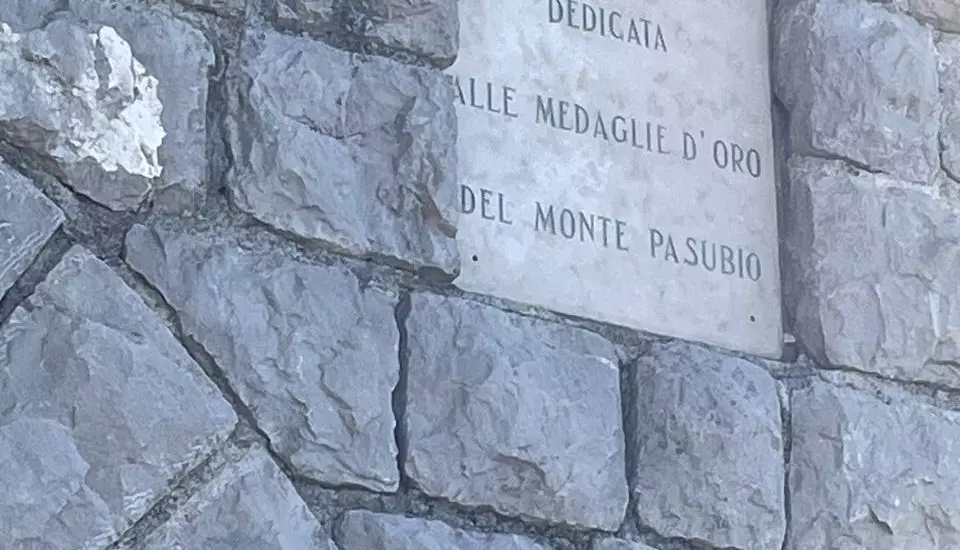 DEDICATA
ALLE MEDAGLIE D'ORO
DEL MONTE PASUBIO